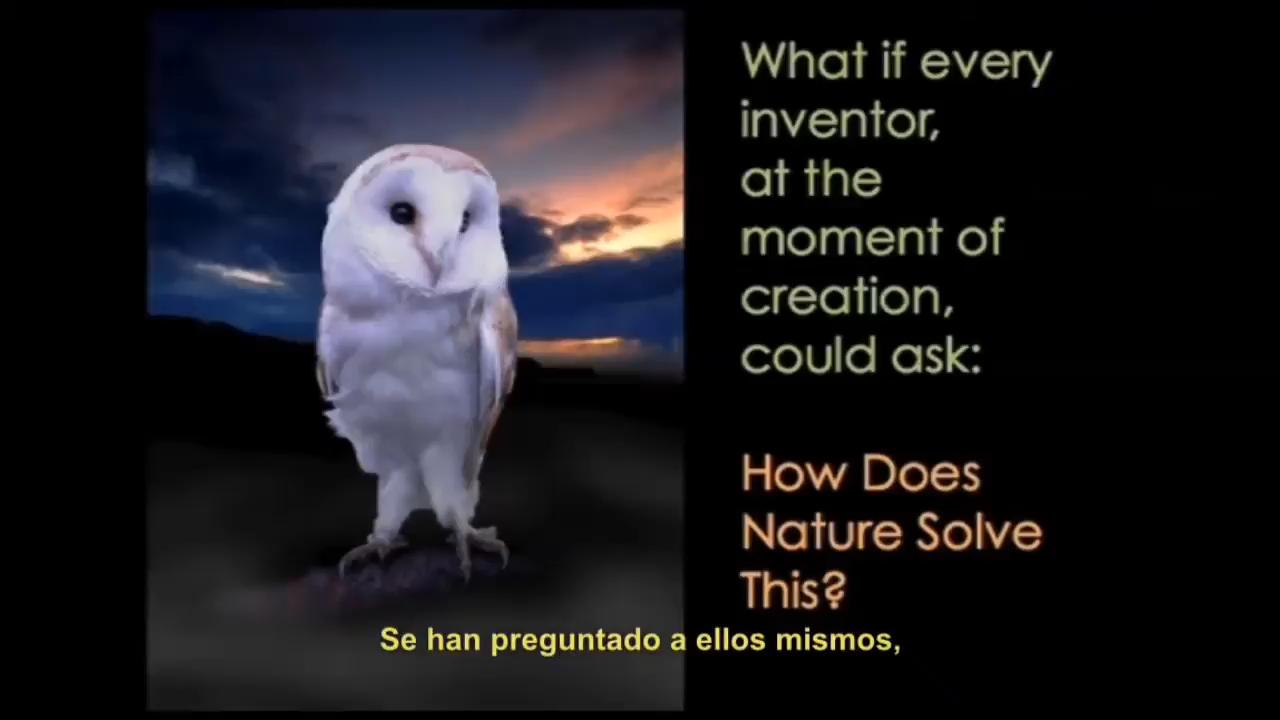 What if every
inventor,
at the
moment of
creation,
could ask:
How Does
Nature Solve
This?
Se han preguntado a ellos mismos,